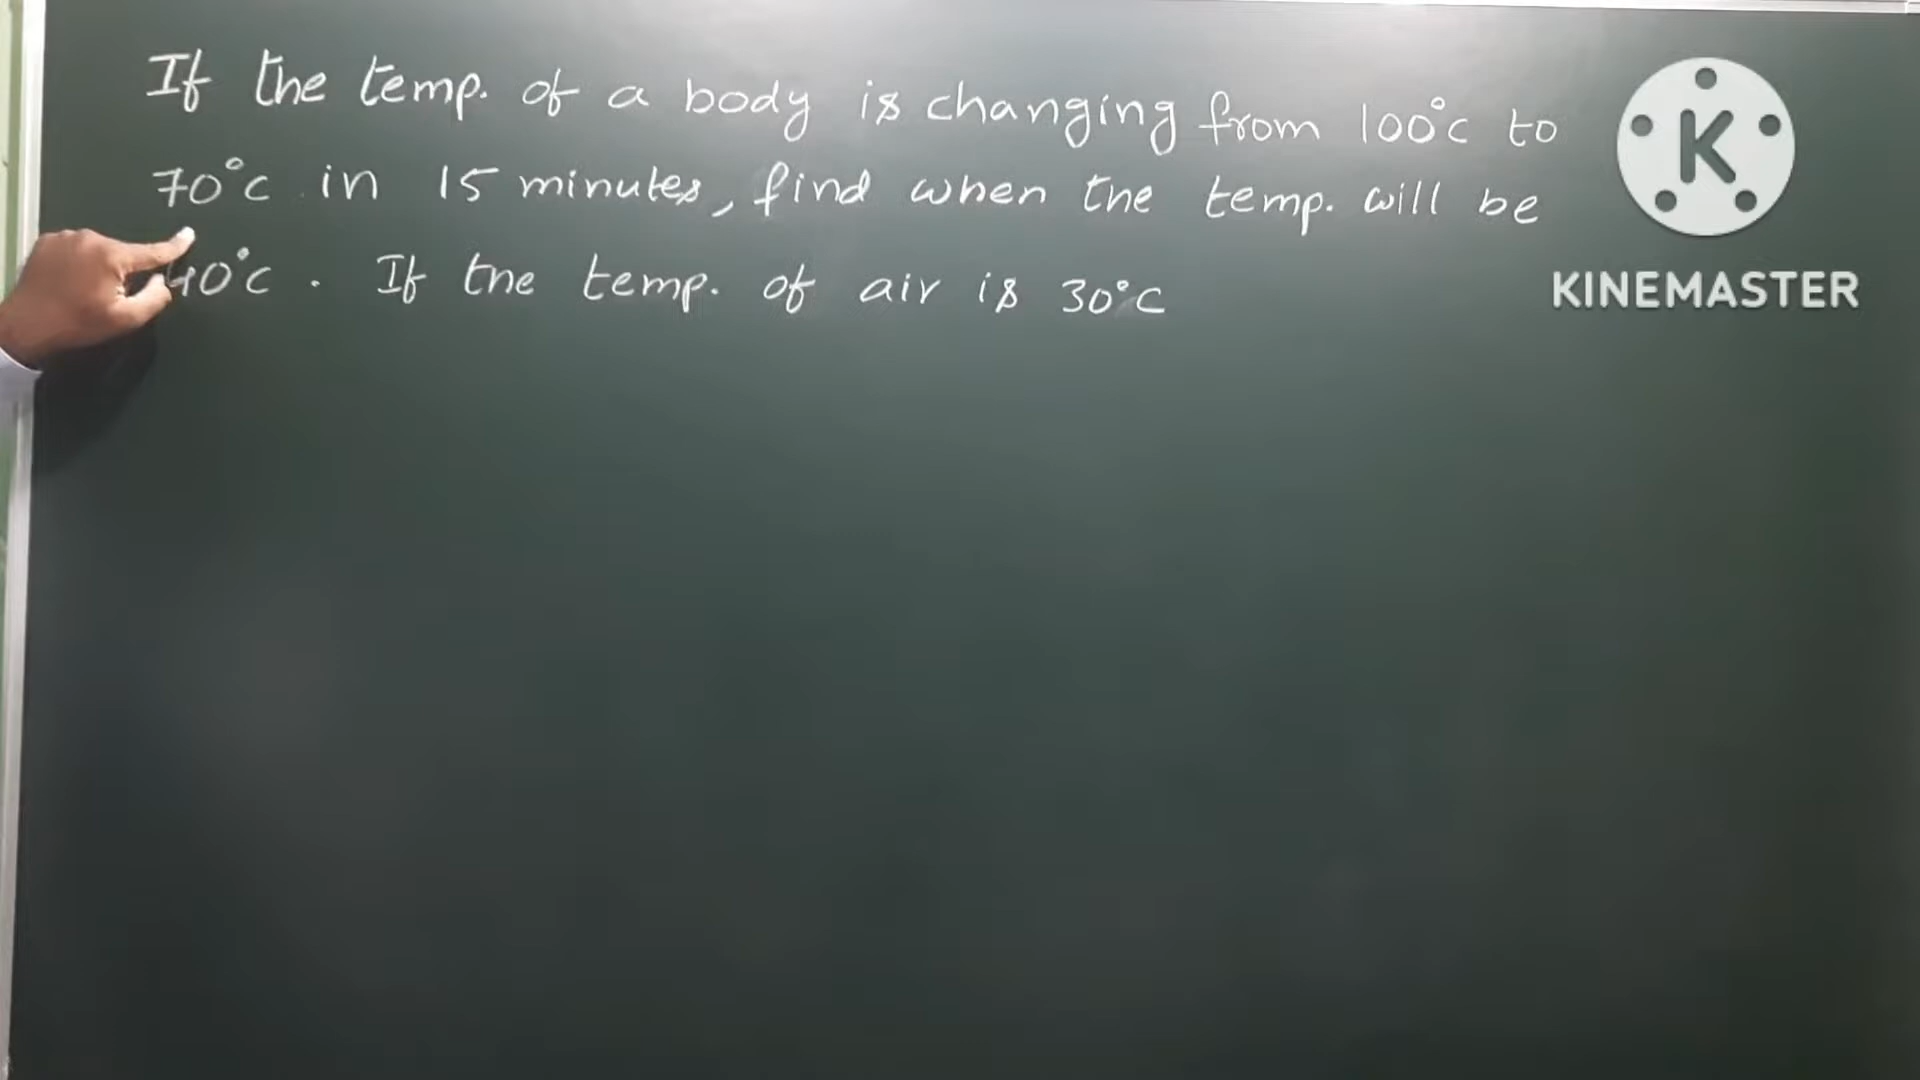 If the temp. of a body is changing from 100°c to
70°c in 15 minutes, find when the temp. will be
40°c. If the temp. of air is 30°c
K
KINEMASTER